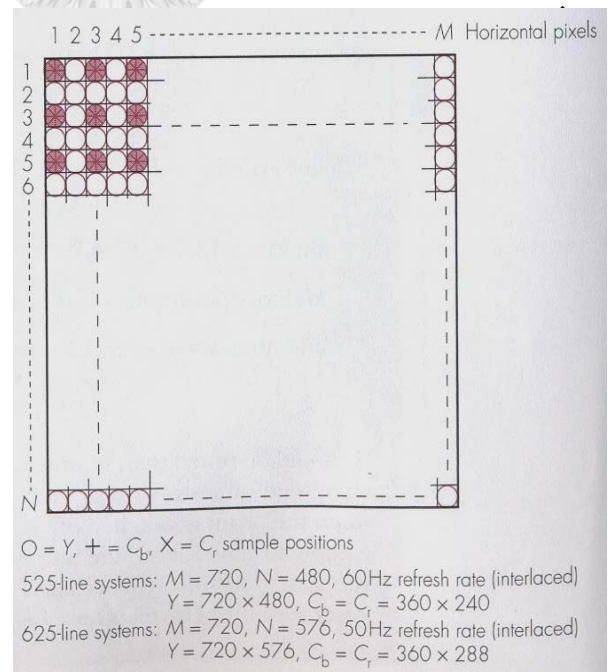 1 2 3 4 5 M Horizontal pixels
1
2
3
4
5
6
N
O = Y, + = C_b, X = C_r sample positions
525-line systems: M = 720, N = 480, 60Hz refresh rate (interlaced)
Y = 720 × 480, C_b = C_r = 360 × 240
625-line systems: M = 720, N = 576, 50Hz refresh rate (interlaced)
Y = 720 × 576, C_b = C_r = 360 × 288